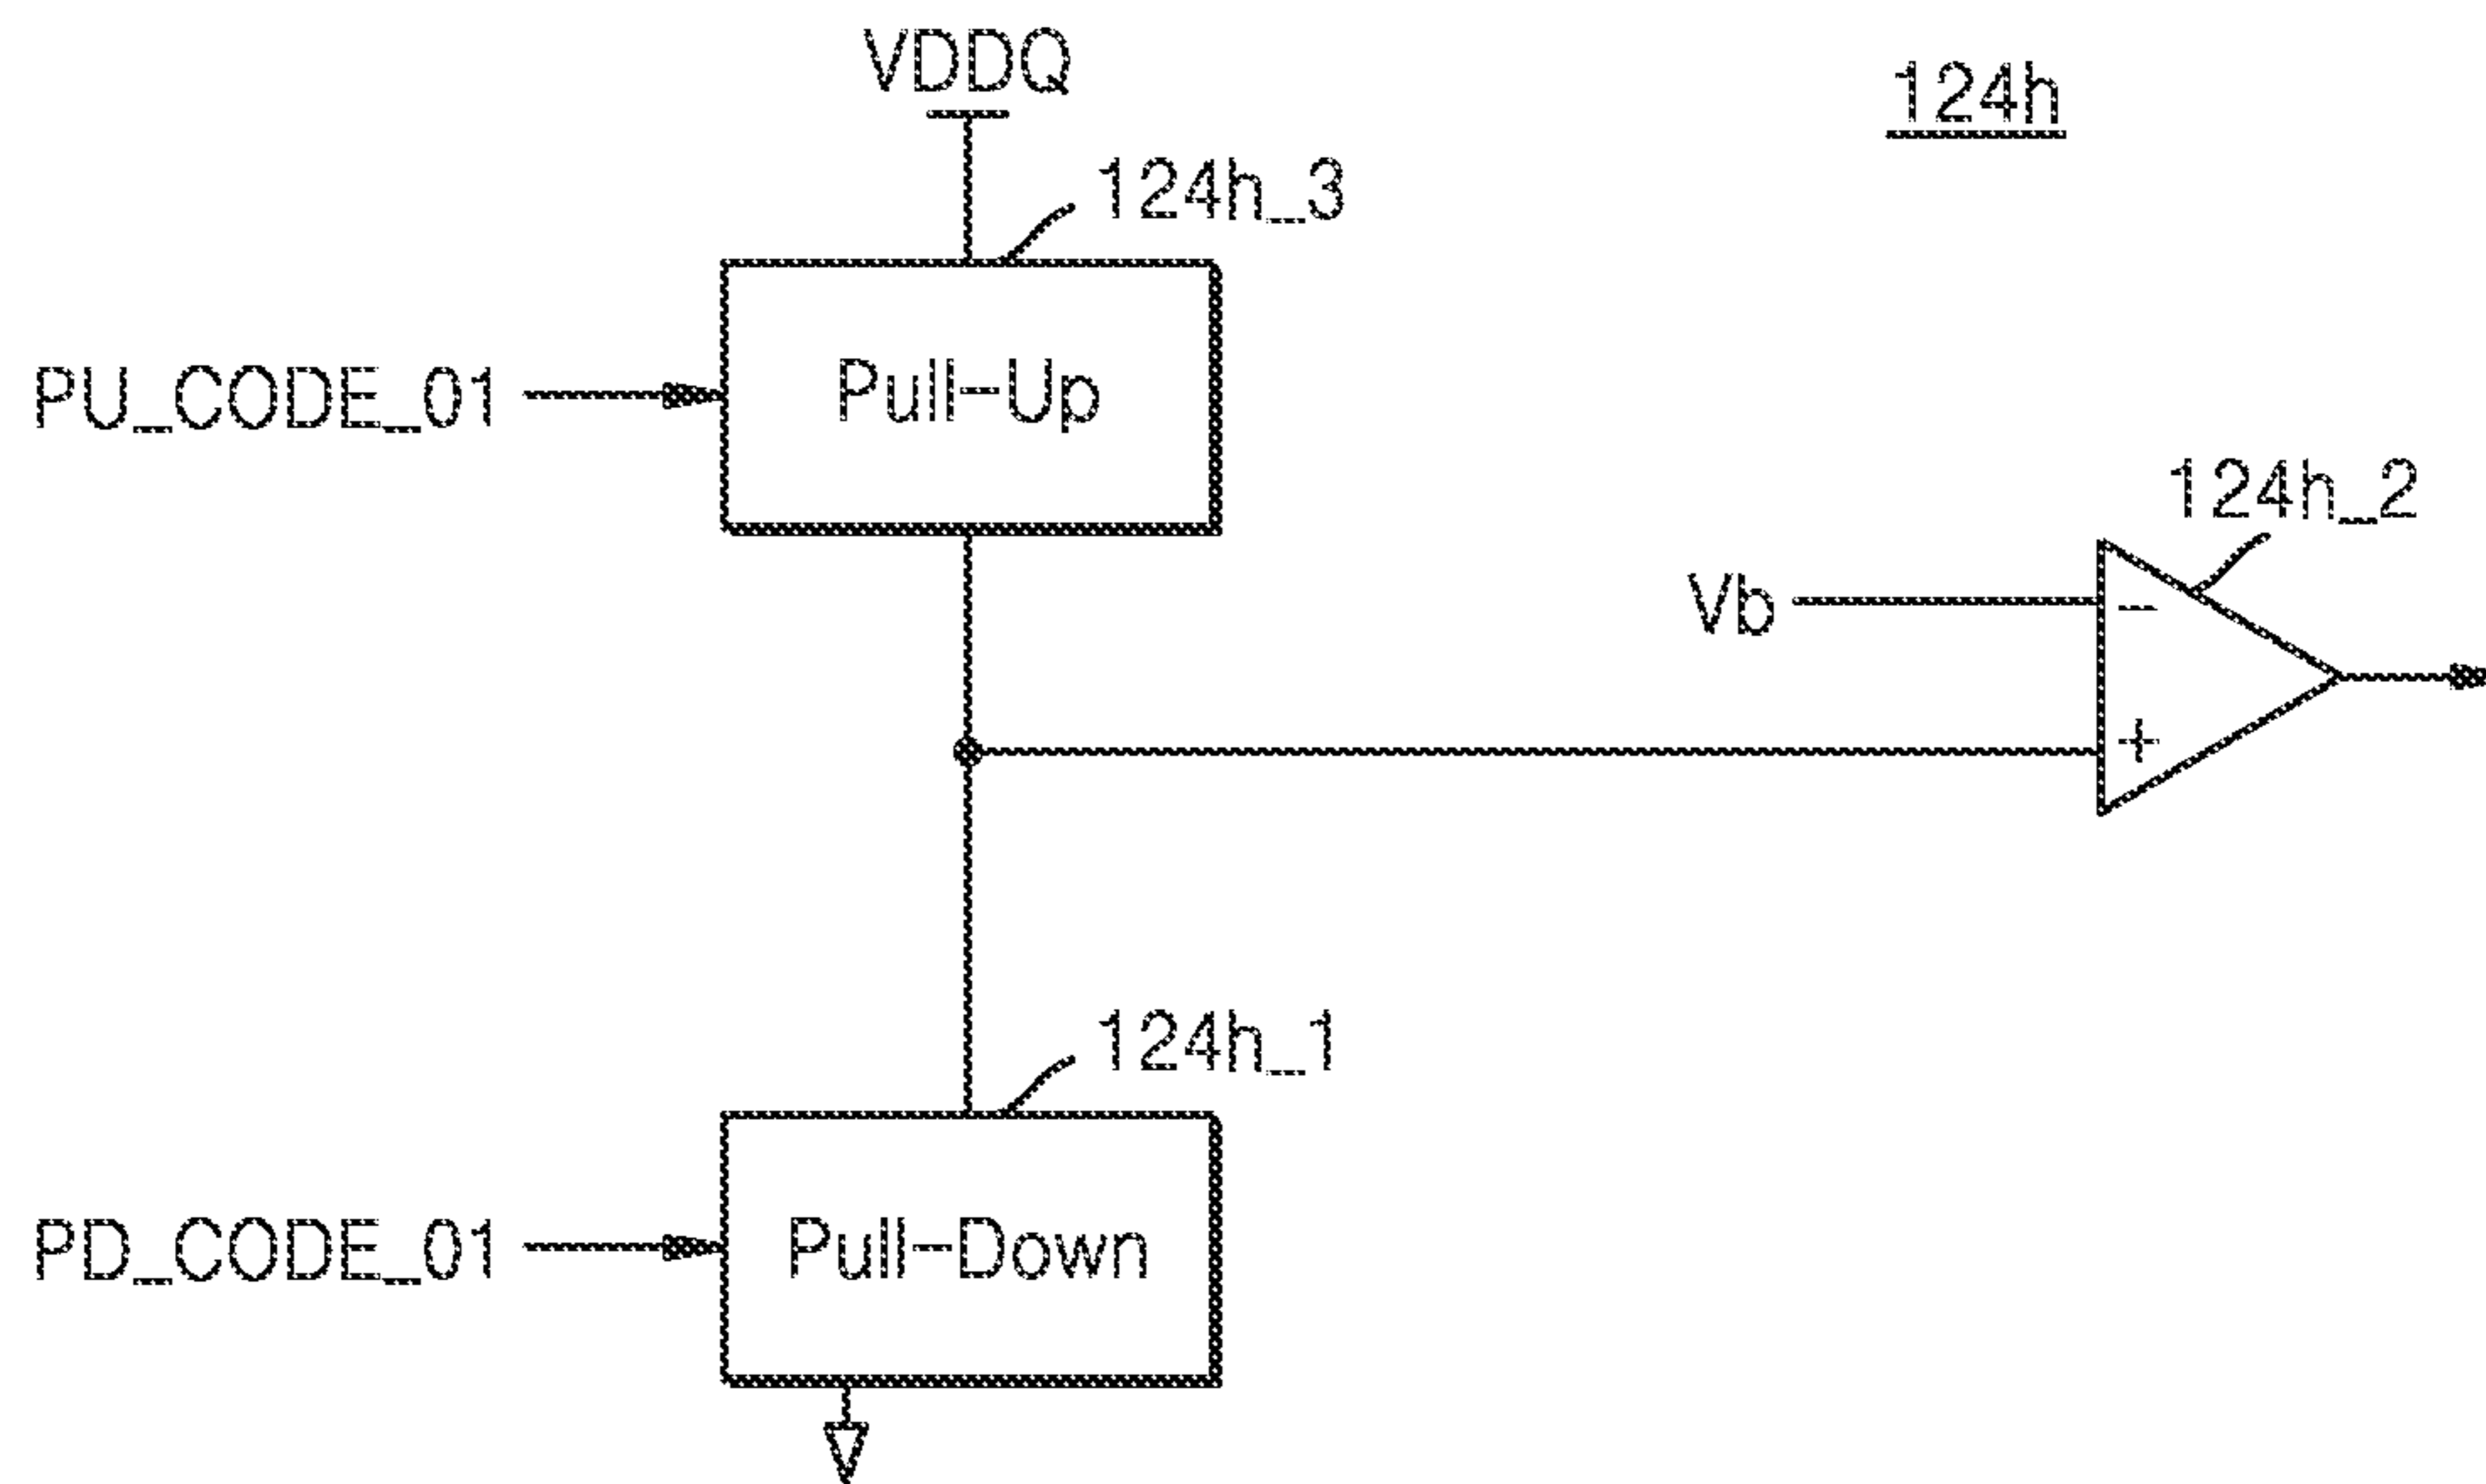 VDDQ
124h
124h_3
PU_CODE_01
Pull-Up
124h_2
Vb
−
+
124h_1
PD_CODE_01
Pull-Down